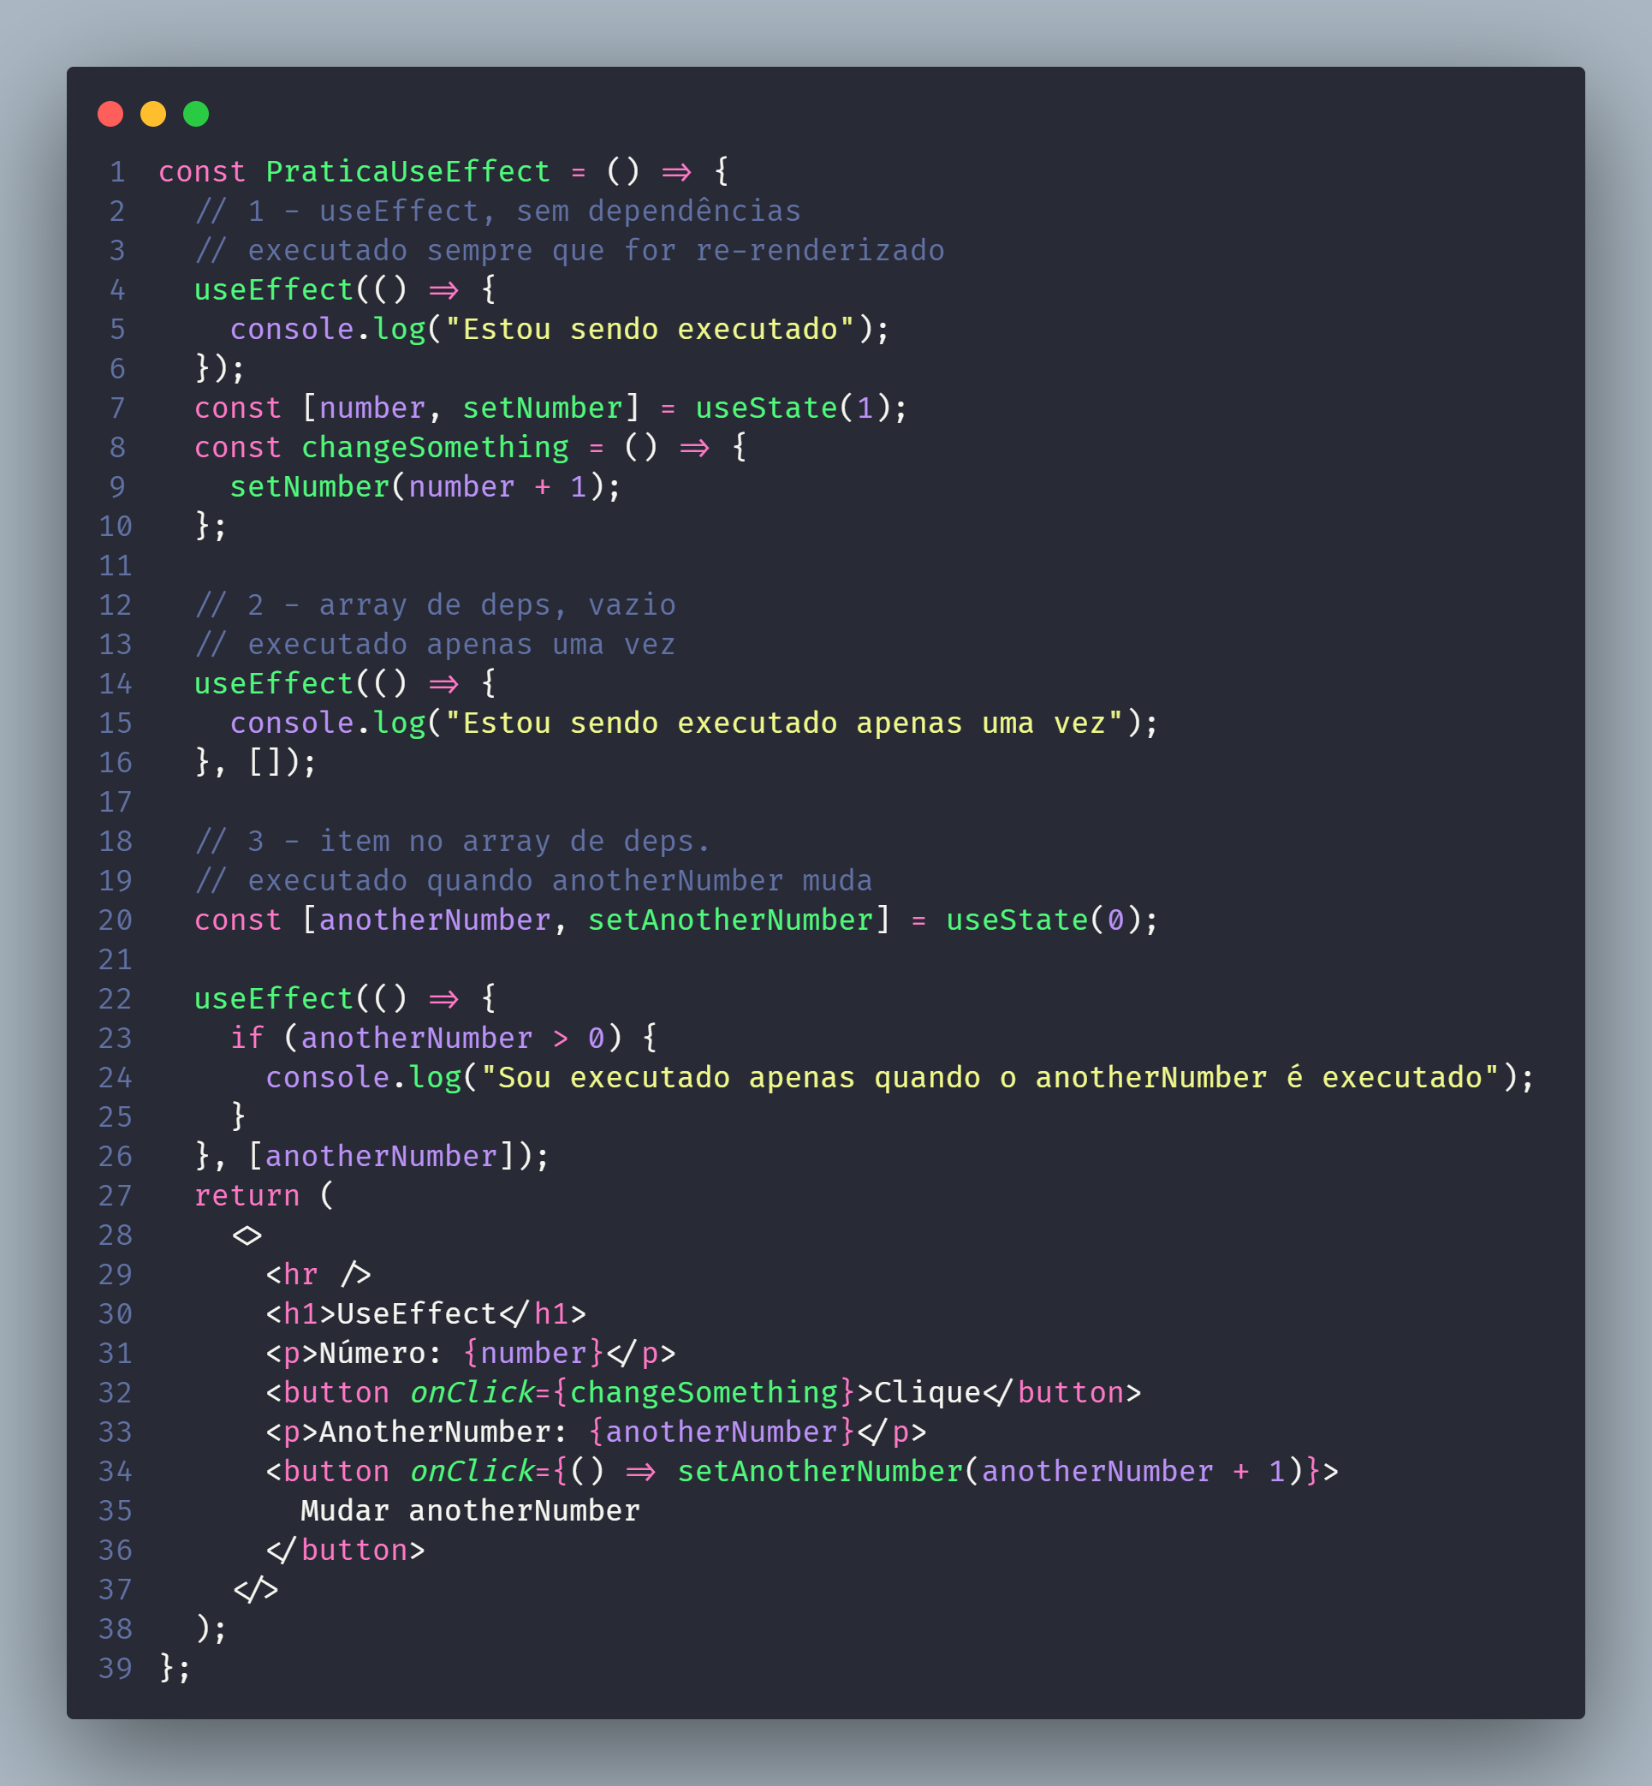 1 const PraticaUseEffect = () => {
2   // 1 - useEffect, sem dependências
3   // executado sempre que for re-renderizado
4   useEffect(() => {
5     console.log("Estou sendo executado");
6   });
7   const [number, setNumber] = useState(1);
8   const changeSomething = () => {
9     setNumber(number + 1);
10   };
11
12   // 2 - array de deps, vazio
13   // executado apenas uma vez
14   useEffect(() => {
15     console.log("Estou sendo executado apenas uma vez");
16   }, []);
17
18   // 3 - item no array de deps.
19   // executado quando anotherNumber muda
20   const [anotherNumber, setAnotherNumber] = useState(0);
21
22   useEffect(() => {
23     if (anotherNumber > 0) {
24       console.log("Sou executado apenas quando o anotherNumber é executado");
25     }
26   }, [anotherNumber]);
27   return (
28     <>
29       <hr />
30       <h1>UseEffect</h1>
31       <p>Número: {number}</p>
32       <button onClick={changeSomething}>Clique</button>
33       <p>AnotherNumber: {anotherNumber}</p>
34       <button onClick={() => setAnotherNumber(anotherNumber + 1)}>
35         Mudar anotherNumber
36       </button>
37     </>
38   );
39 };